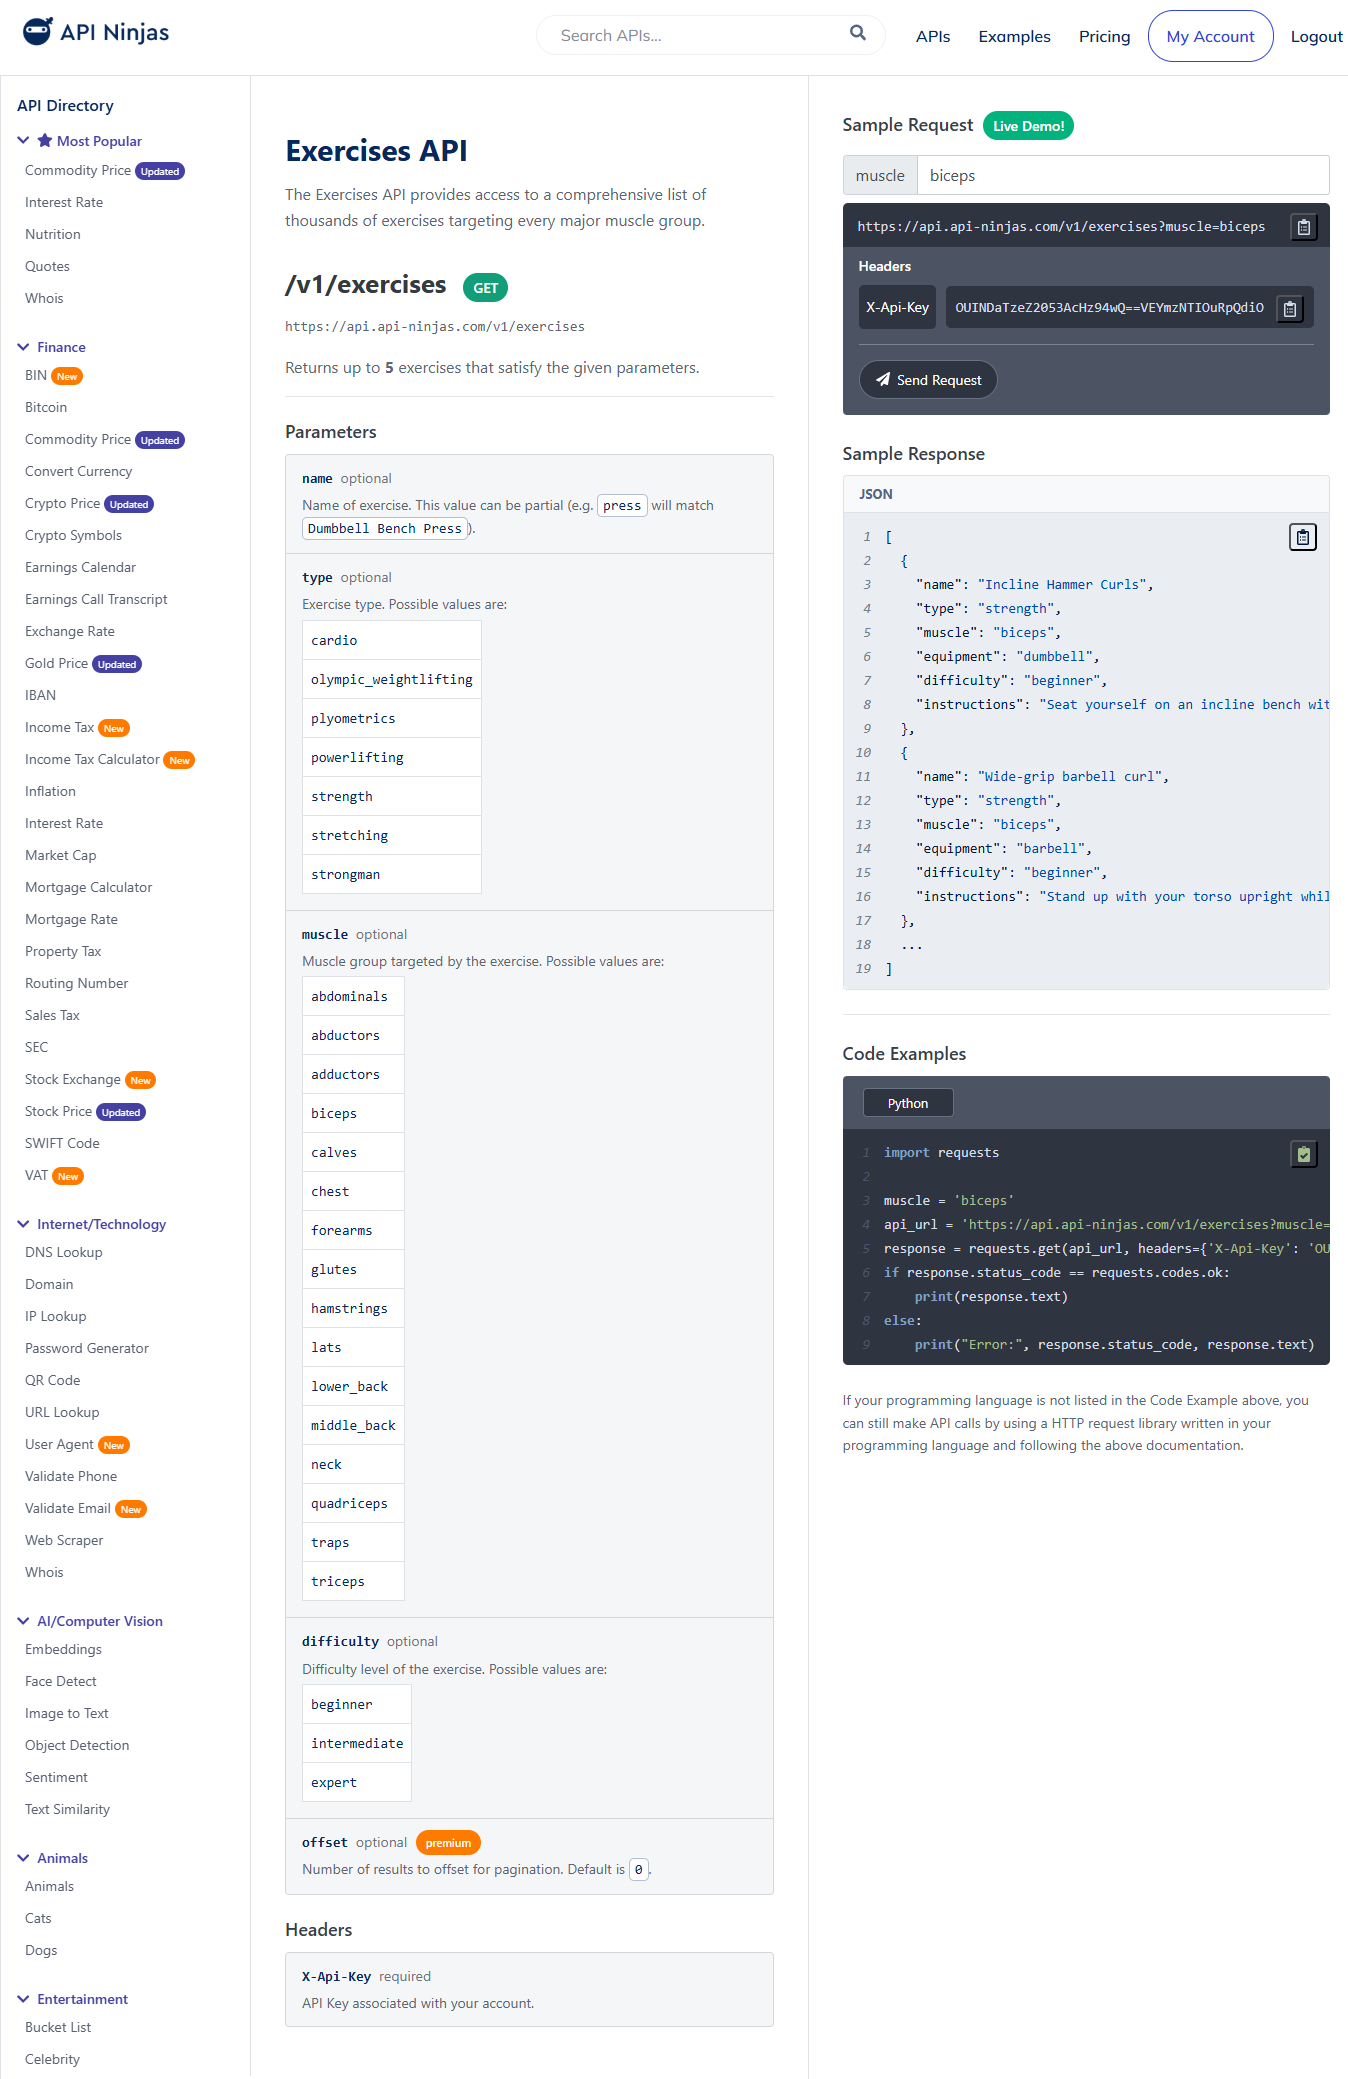 API Ninjas
Search APIs...
APIs
Examples
Pricing
My Account
Logout
API Directory
Most Popular
Commodity Price Updated
Interest Rate
Nutrition
Quotes
Whois
Finance
BIN New
Bitcoin
Commodity Price Updated
Convert Currency
Crypto Price Updated
Crypto Symbols
Earnings Calendar
Earnings Call Transcript
Exchange Rate
Gold Price Updated
IBAN
Income Tax New
Income Tax Calculator New
Inflation
Interest Rate
Market Cap
Mortgage Calculator
Mortgage Rate
Property Tax
Routing Number
Sales Tax
SEC
Stock Exchange New
Stock Price Updated
SWIFT Code
VAT New
Internet/Technology
DNS Lookup
Domain
IP Lookup
Password Generator
QR Code
URL Lookup
User Agent New
Validate Phone
Validate Email New
Web Scraper
Whois
AI/Computer Vision
Embeddings
Face Detect
Image to Text
Object Detection
Sentiment
Text Similarity
Animals
Animals
Cats
Dogs
Entertainment
Bucket List
Celebrity
Exercises API
The Exercises API provides access to a comprehensive list of
thousands of exercises targeting every major muscle group.
/v1/exercises GET
https://api.api-ninjas.com/v1/exercises
Returns up to 5 exercises that satisfy the given parameters.
Parameters
name optional
Name of exercise. This value can be partial (e.g. press will match
Dumbbell Bench Press).
type optional
Exercise type. Possible values are:
cardio
olympic_weightlifting
plyometrics
powerlifting
strength
stretching
strongman
muscle optional
Muscle group targeted by the exercise. Possible values are:
abdominals
abductors
adductors
biceps
calves
chest
forearms
glutes
hamstrings
lats
lower_back
middle_back
neck
quadriceps
traps
triceps
difficulty optional
Difficulty level of the exercise. Possible values are:
beginner
intermediate
expert
offset optional premium
Number of results to offset for pagination. Default is 0.
Headers
X-Api-Key required
API Key associated with your account.
Sample Request Live Demo!
muscle biceps
https://api.api-ninjas.com/v1/exercises?muscle=biceps
Headers
X-Api-Key OUINDaTzeZ2053AcHz94wQ==VEYmzNTIOuRpQdiO
Send Request
Sample Response
JSON
1 [
2 {
3 "name": "Incline Hammer Curls",
4 "type": "strength",
5 "muscle": "biceps",
6 "equipment": "dumbbell",
7 "difficulty": "beginner",
8 "instructions": "Seat yourself on an incline bench wit
9 },
10 {
11 "name": "Wide-grip barbell curl",
12 "type": "strength",
13 "muscle": "biceps",
14 "equipment": "barbell",
15 "difficulty": "beginner",
16 "instructions": "Stand up with your torso upright whil
17 },
18 ...
19 ]
Code Examples
Python
1 import requests
2
3 muscle = 'biceps'
4 api_url = 'https://api.api-ninjas.com/v1/exercises?muscle=
5 response = requests.get(api_url, headers={'X-Api-Key': 'OU
6 if response.status_code == requests.codes.ok:
7 print(response.text)
8 else:
9 print("Error:", response.status_code, response.text)
If your programming language is not listed in the Code Example above, you
can still make API calls by using a HTTP request library written in your
programming language and following the above documentation.